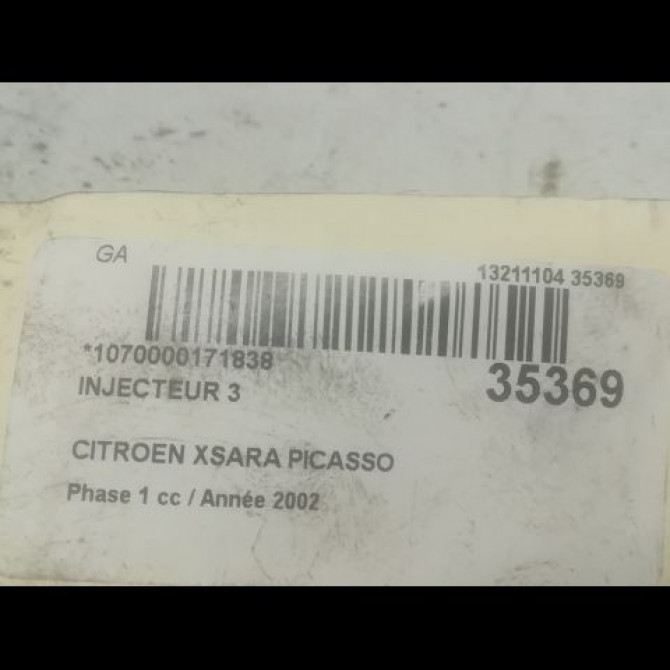 GA
13211104 35369
*1070000171838
35369
INJECTEUR 3
CITROEN XSARA PICASSO
Phase 1 cc / Année 2002